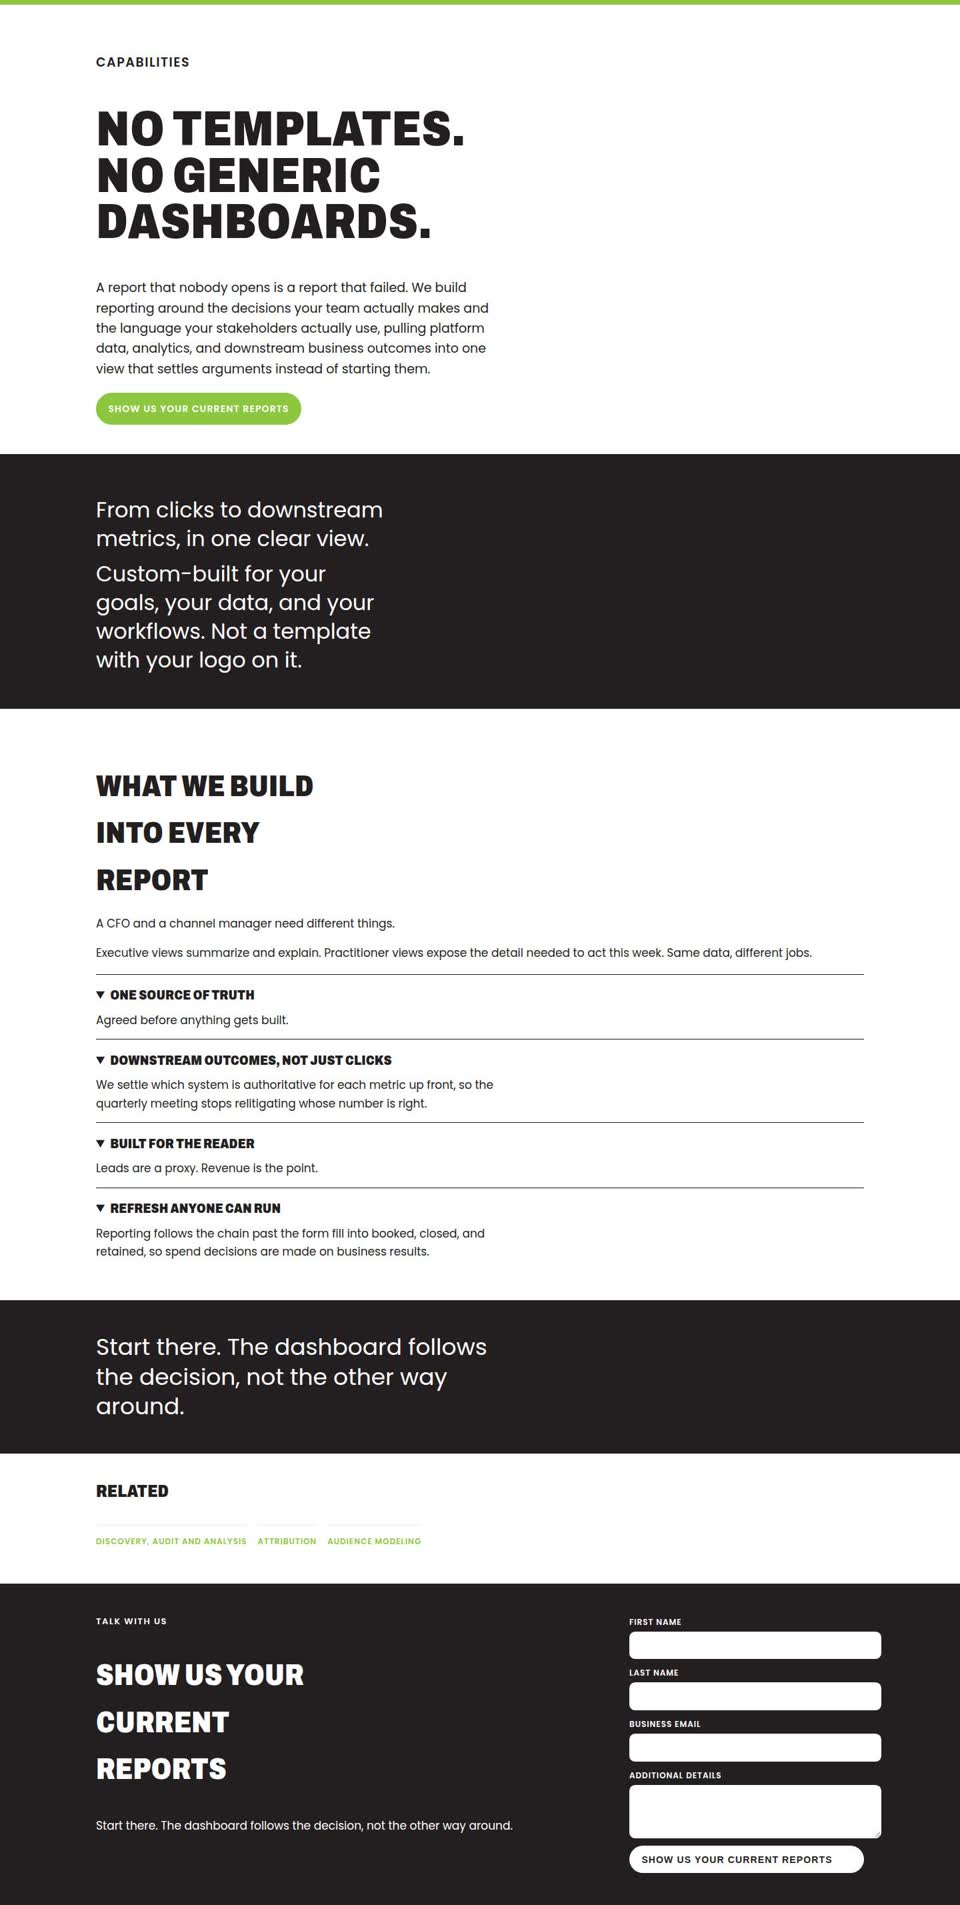 CAPABILITIES
NO TEMPLATES.
NO GENERIC
DASHBOARDS.
A report that nobody opens is a report that failed. We build
reporting around the decisions your team actually makes and
the language your stakeholders actually use, pulling platform
data, analytics, and downstream business outcomes into one
view that settles arguments instead of starting them.
SHOW US YOUR CURRENT REPORTS
From clicks to downstream
metrics, in one clear view.
Custom-built for your
goals, your data, and your
workflows. Not a template
with your logo on it.
WHAT WE BUILD
INTO EVERY
REPORT
A CFO and a channel manager need different things.
Executive views summarize and explain. Practitioner views expose the detail needed to act this week. Same data, different jobs.
ONE SOURCE OF TRUTH
Agreed before anything gets built.
DOWNSTREAM OUTCOMES, NOT JUST CLICKS
We settle which system is authoritative for each metric up front, so the
quarterly meeting stops relitigating whose number is right.
BUILT FOR THE READER
Leads are a proxy. Revenue is the point.
REFRESH ANYONE CAN RUN
Reporting follows the chain past the form fill into booked, closed, and
retained, so spend decisions are made on business results.
Start there. The dashboard follows
the decision, not the other way
around.
RELATED
DISCOVERY, AUDIT AND ANALYSIS ATTRIBUTION AUDIENCE MODELING
TALK WITH US
SHOW US YOUR
CURRENT
REPORTS
Start there. The dashboard follows the decision, not the other way around.
FIRST NAME
LAST NAME
BUSINESS EMAIL
ADDITIONAL DETAILS
SHOW US YOUR CURRENT REPORTS